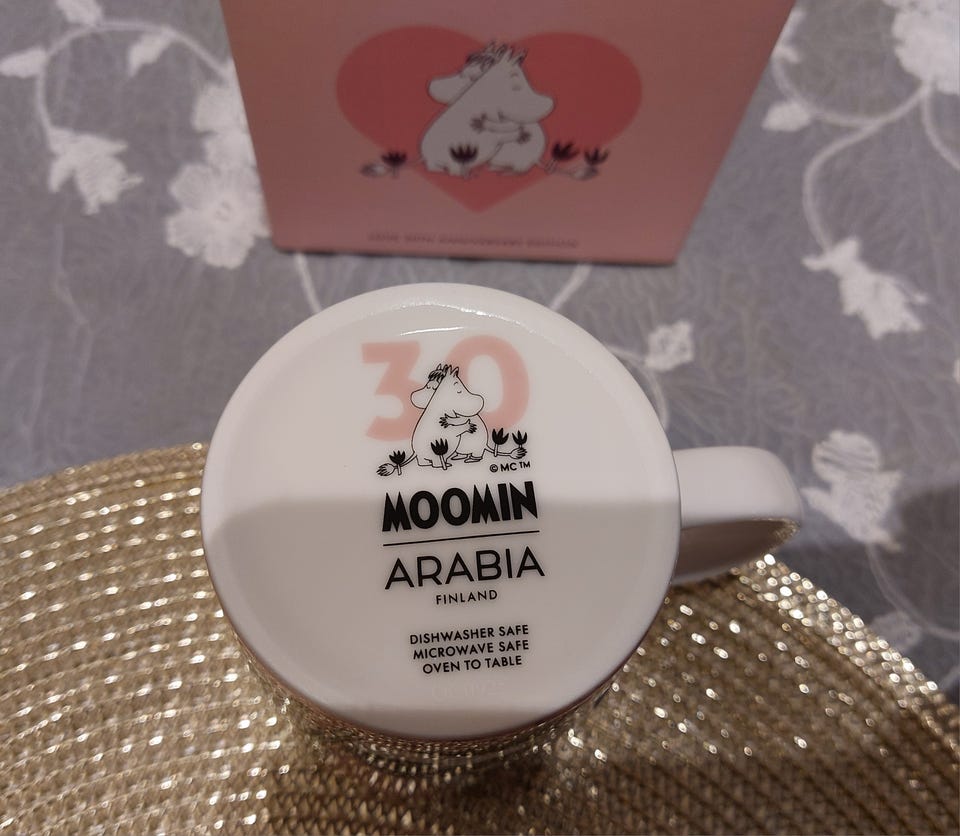 30
© MC ™
MOOMIN
ARABIA
FINLAND
DISHWASHER SAFE
MICROWAVE SAFE
OVEN TO TABLE